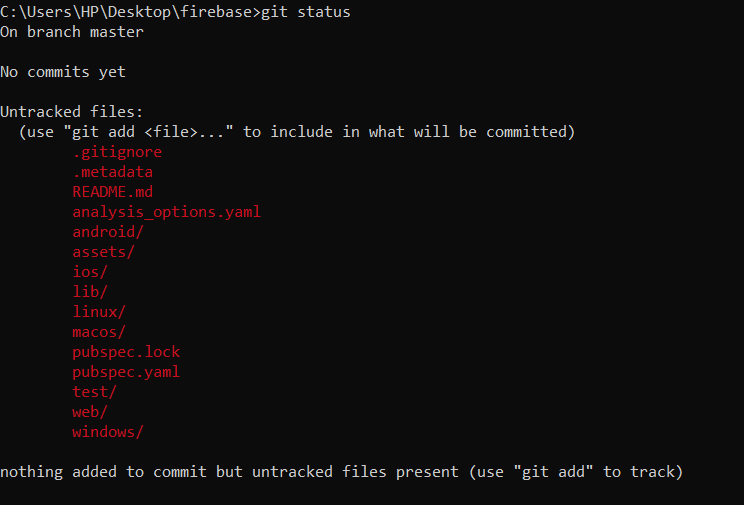 C:\Users\HP\Desktop\firebase>git status
On branch master
No commits yet
Untracked files:
(use "git add <file>..." to include in what will be committed)
.gitignore
.metadata
README.md
analysis_options.yaml
android/
assets/
ios/
lib/
linux/
macos/
pubspec.lock
pubspec.yaml
test/
web/
windows/
nothing added to commit but untracked files present (use "git add" to track)